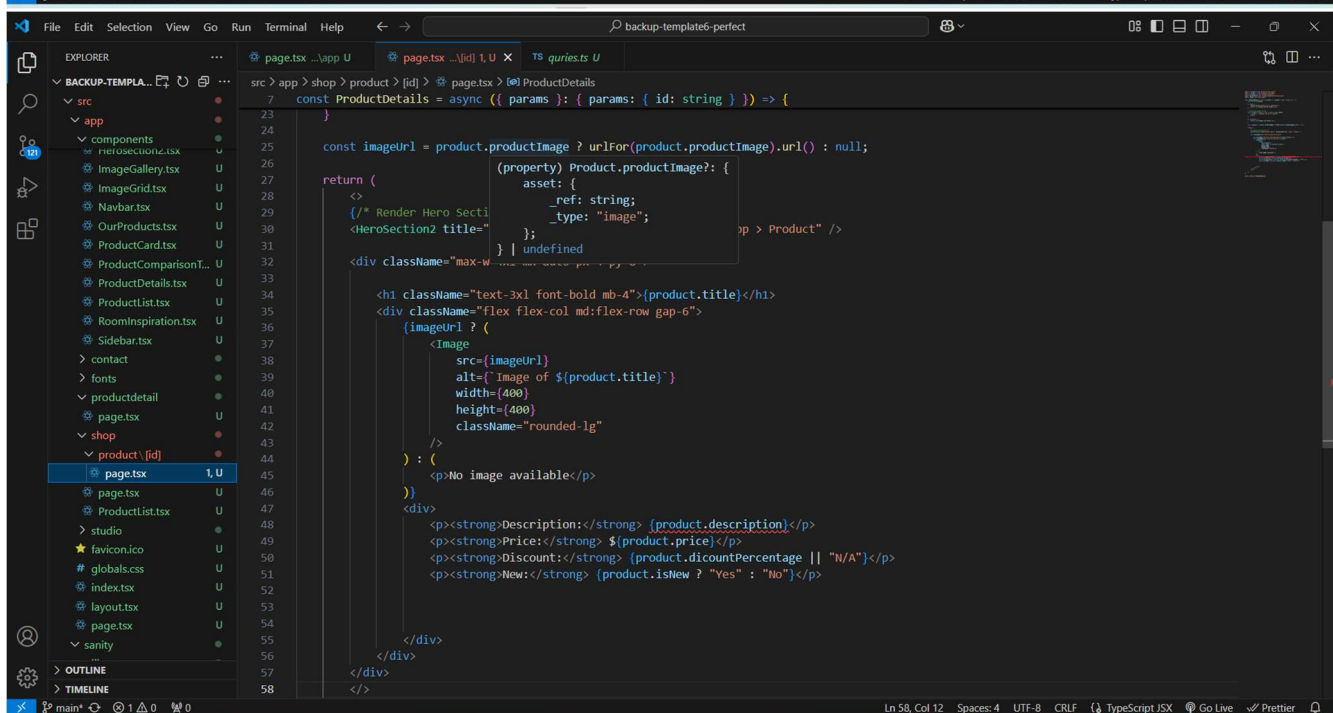 File Edit Selection View Go Run Terminal Help
backup-template6-perfect
EXPLORER
page.tsx ...\app U
page.tsx ...\[id] 1, U
TS quries.ts U
BACKUP-TEMPLA...
src > app > shop > product > [id] > page.tsx > ProductDetails
src
app
components
Herosection2.tsx U
ImageGallery.tsx U
ImageGrid.tsx U
Navbar.tsx U
OurProducts.tsx U
ProductCard.tsx U
ProductComparisonT... U
ProductDetails.tsx U
ProductList.tsx U
RoomInspiration.tsx U
Sidebar.tsx U
contact
fonts
productdetail
page.tsx U
shop
product\[id]
page.tsx 1, U
page.tsx U
ProductList.tsx U
studio
favicon.ico U
# globals.css U
index.tsx U
layout.tsx U
page.tsx U
sanity
OUTLINE
TIMELINE
121
7 const ProductDetails = async ({ params }: { params: { id: string } }) => {
23 }
24
25 const imageUrl = product.productImage ? urlFor(product.productImage).url() : null;
26
27 return (
28 <>
29 {/* Render Hero Secti
30 <HeroSection2 title=" op > Product" />
31
32 <div className="max-w
33
34 <h1 className="text-3xl font-bold mb-4">{product.title}</h1>
35 <div className="flex flex-col md:flex-row gap-6">
36 {imageUrl ? (
37 <Image
38 src={imageUrl}
39 alt={`Image of ${product.title}`}
40 width={400}
41 height={400}
42 className="rounded-lg"
43 />
44 ) : (
45 <p>No image available</p>
46 )}
47 <div>
48 <p><strong>Description:</strong> {product.description}</p>
49 <p><strong>Price:</strong> ${product.price}</p>
50 <p><strong>Discount:</strong> {product.dicountPercentage || "N/A"}</p>
51 <p><strong>New:</strong> {product.isNew ? "Yes" : "No"}</p>
52
53
54
55 </div>
56 </div>
57 </div>
58 </>
(property) Product.productImage?: {
asset: {
_ref: string;
_type: "image";
};
} | undefined
main* 1 0 0
Ln 58, Col 12 Spaces: 4 UTF-8 CRLF TypeScript JSX Go Live Prettier